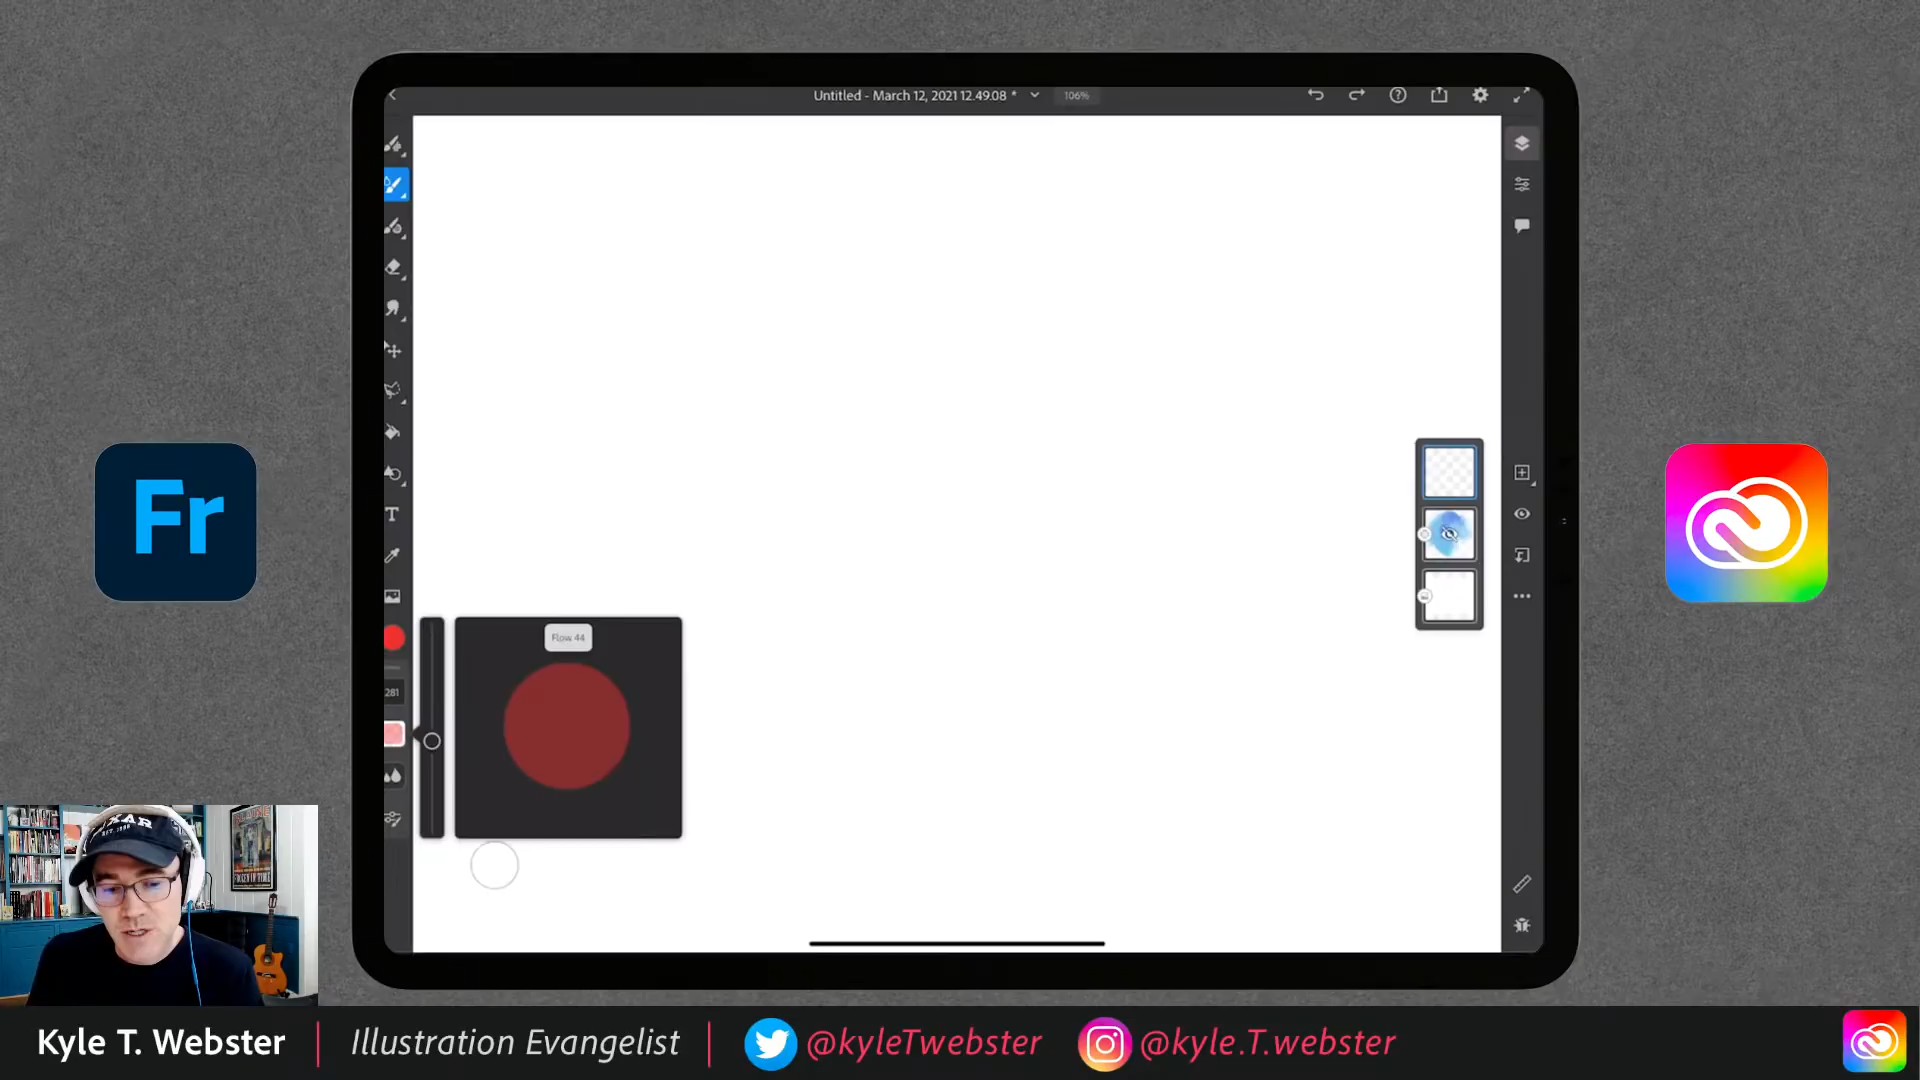 Untitled - March 12, 2021 12.49.08 *
106%
T
Fr
Flow 44
281
XAR
Kyle T. Webster
Illustration Evangelist
@kyleTwebster
@kyle.T.webster